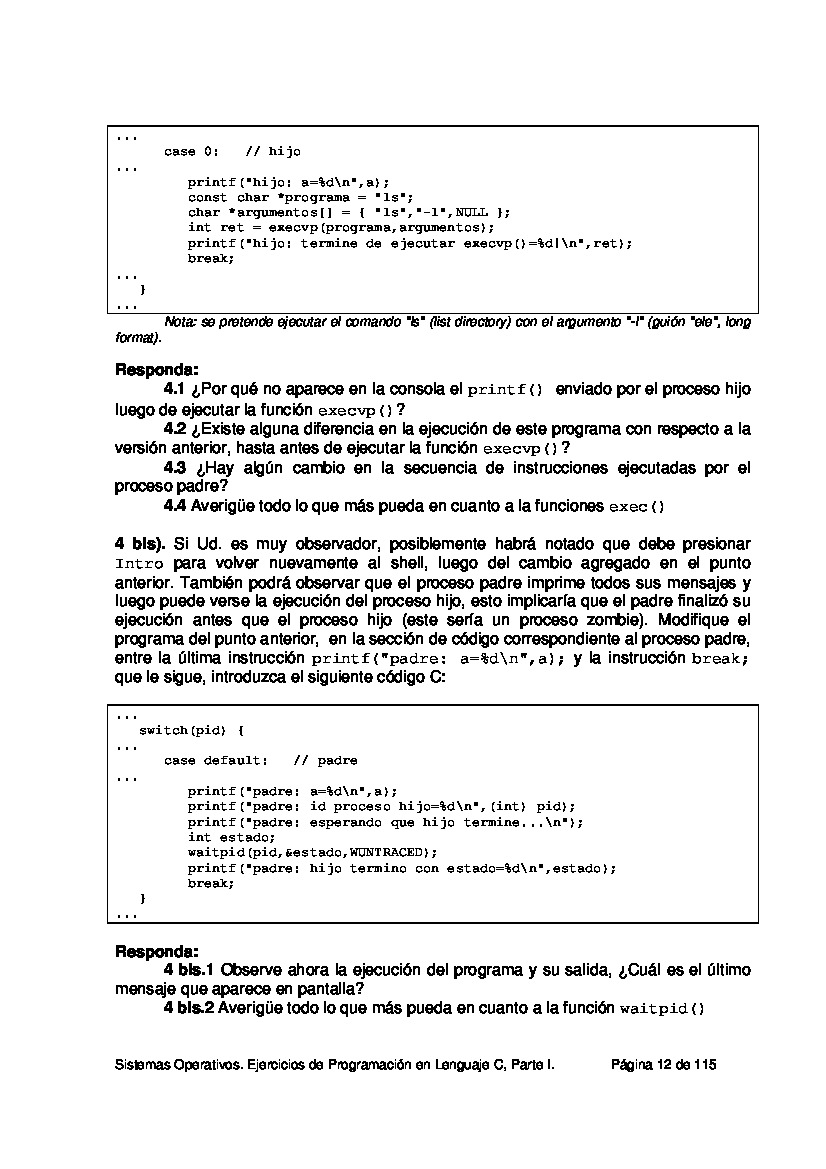 ...
case 0:   // hijo
...
printf("hijo: a=%d\n",a);
const char *programa = "ls";
char *argumentos[] = { "ls","-l",NULL };
int ret = execvp(programa,argumentos);
printf("hijo: termine de ejecutar execvp()=%d|\n",ret);
break;
...
}
...
Nota: se pretende ejecutar el comando "ls" (list directory) con el argumento "-l" (guión "ele", long
format).
Responda:
4.1 ¿Por qué no aparece en la consola el printf() enviado por el proceso hijo
luego de ejecutar la función execvp()?
4.2 ¿Existe alguna diferencia en la ejecución de este programa con respecto a la
versión anterior, hasta antes de ejecutar la función execvp()?
4.3 ¿Hay algún cambio en la secuencia de instrucciones ejecutadas por el
proceso padre?
4.4 Averigüe todo lo que más pueda en cuanto a la funciones exec()
4 bis). Si Ud. es muy observador, posiblemente habrá notado que debe presionar
Intro para volver nuevamente al shell, luego del cambio agregado en el punto
anterior. También podrá observar que el proceso padre imprime todos sus mensajes y
luego puede verse la ejecución del proceso hijo, esto implicaría que el padre finalizó su
ejecución antes que el proceso hijo (este sería un proceso zombie). Modifique el
programa del punto anterior, en la sección de código correspondiente al proceso padre,
entre la última instrucción printf("padre: a=%d\n",a); y la instrucción break;
que le sigue, introduzca el siguiente código C:
...
switch(pid) {
...
case default:   // padre
...
printf("padre: a=%d\n",a);
printf("padre: id proceso hijo=%d\n",(int) pid);
printf("padre: esperando que hijo termine...\n");
int estado;
waitpid(pid,&estado,WUNTRACED);
printf("padre: hijo termino con estado=%d\n",estado);
break;
}
...
Responda:
4 bis.1 Observe ahora la ejecución del programa y su salida, ¿Cuál es el último
mensaje que aparece en pantalla?
4 bis.2 Averigüe todo lo que más pueda en cuanto a la función waitpid()
Sistemas Operativos. Ejercicios de Programación en Lenguaje C, Parte I. Página 12 de 115